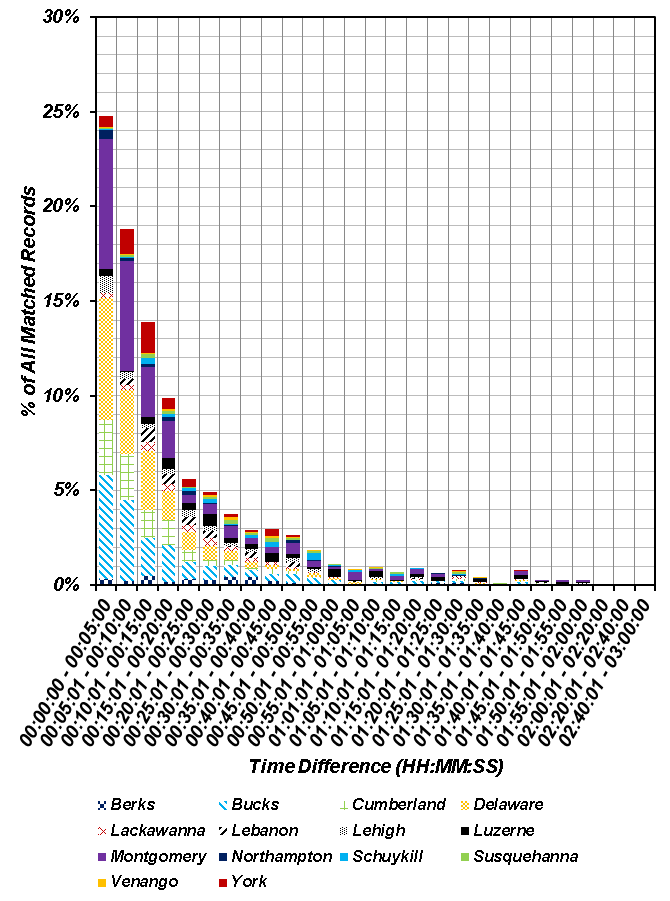 30%
25%
20%
15%
10%
5%
0%
% of All Matched Records
00:00:00 - 00:05:00
00:05:01 - 00:10:00
00:10:01 - 00:15:00
00:15:01 - 00:20:00
00:20:01 - 00:25:00
00:25:01 - 00:30:00
00:30:01 - 00:35:00
00:35:01 - 00:40:00
00:40:01 - 00:45:00
00:45:01 - 00:50:00
00:50:01 - 00:55:00
00:55:01 - 01:00:00
01:01:01 - 01:05:00
01:05:01 - 01:10:00
01:10:01 - 01:15:00
01:15:01 - 01:20:00
01:20:01 - 01:25:00
01:25:01 - 01:30:00
01:30:01 - 01:35:00
01:35:01 - 01:40:00
01:40:01 - 01:45:00
01:45:01 - 01:50:00
01:50:01 - 01:55:00
01:55:01 - 02:00:00
02:00:01 - 02:20:00
02:20:01 - 02:40:00
02:40:01 - 03:00:00
Time Difference (HH:MM:SS)
Berks Bucks Cumberland Delaware
Lackawanna Lebanon Lehigh Luzerne
Montgomery Northampton Schuykill Susquehanna
Venango York